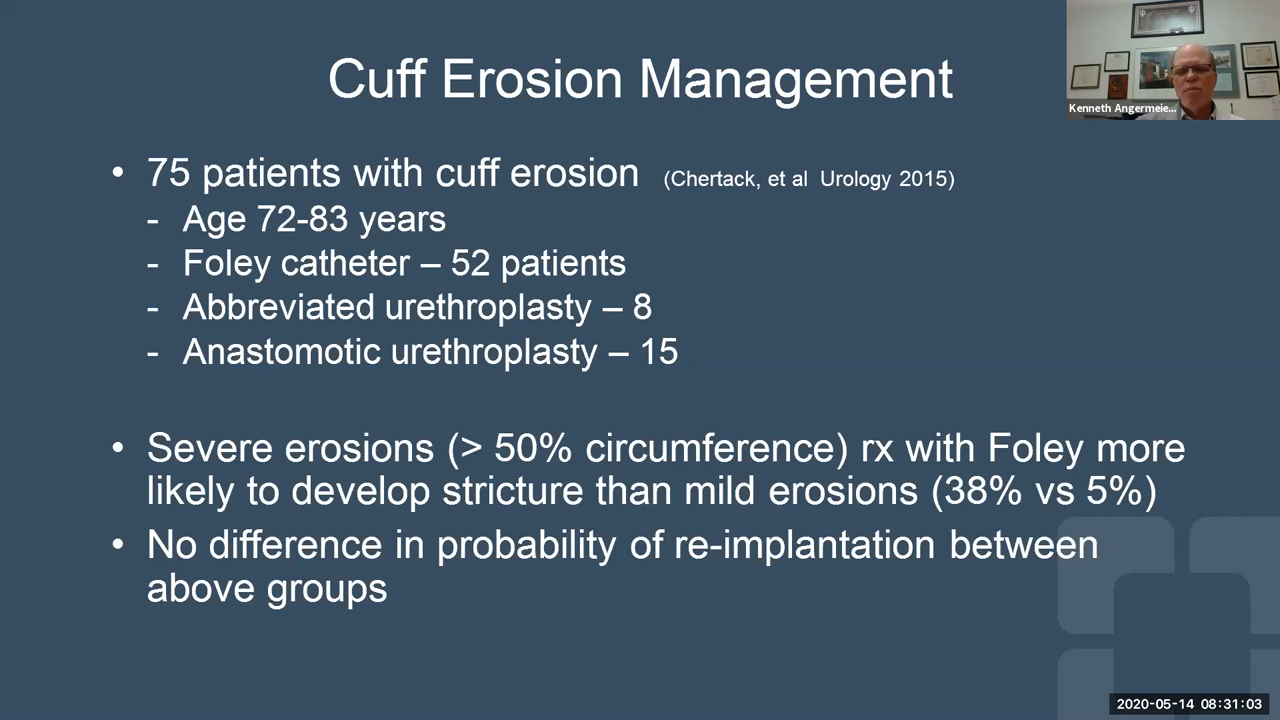 Cuff Erosion Management
Kenneth Angermeie...
• 75 patients with cuff erosion (Chertack, et al Urology 2015)
- Age 72-83 years
- Foley catheter – 52 patients
- Abbreviated urethroplasty – 8
- Anastomotic urethroplasty – 15
• Severe erosions (> 50% circumference) rx with Foley more
likely to develop stricture than mild erosions (38% vs 5%)
• No difference in probability of re-implantation between
above groups
2020-05-14 08:31:03